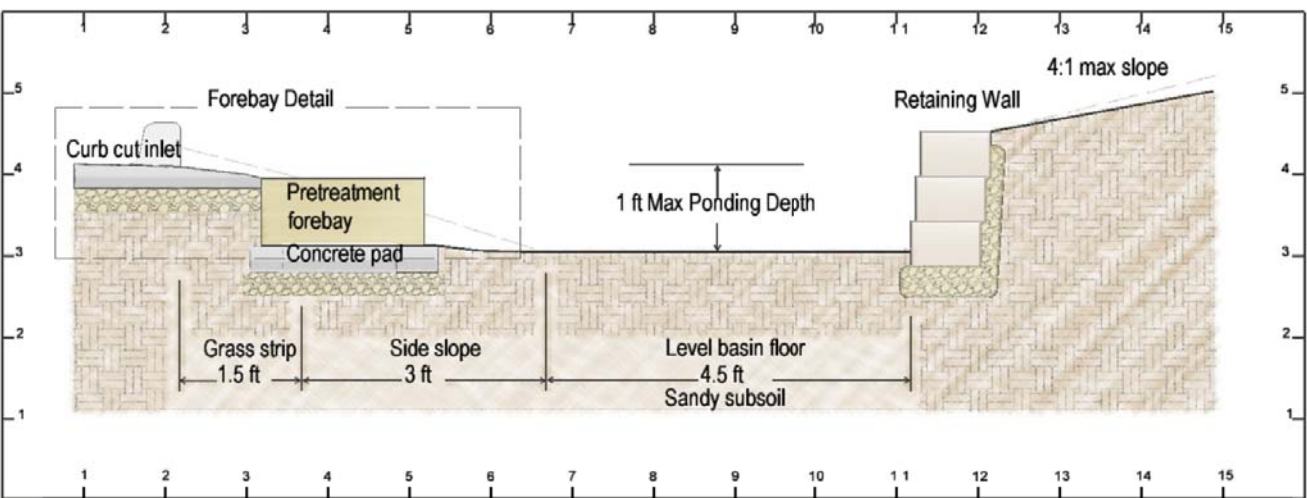 1 2 3 4 5 6 7 8 9 10 11 12 13 14 15
4:1 max slope
5 5
Forebay Detail
Retaining Wall
Curb cut inlet
4 4
Pretreatment
forebay
1 ft Max Ponding Depth
3 3
Concrete pad
2 2
Grass strip Side slope Level basin floor
1.5 ft 3 ft 4.5 ft
Sandy subsoil
1 1
1 2 3 4 5 6 7 8 9 10 11 12 13 14 15